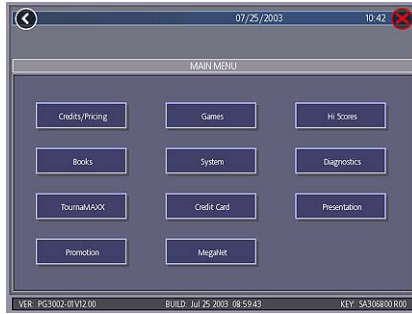 07/25/2003 10:42
MAIN MENU
Credits/Pricing Games Hi Scores
Books System Diagnostics
TournaMAXX Credit Card Presentation
Promotion MegaNet
VER: PG3002-01V12.00 BUILD: Jul 25 2003 08:59:43 KEY: SA306800 R00